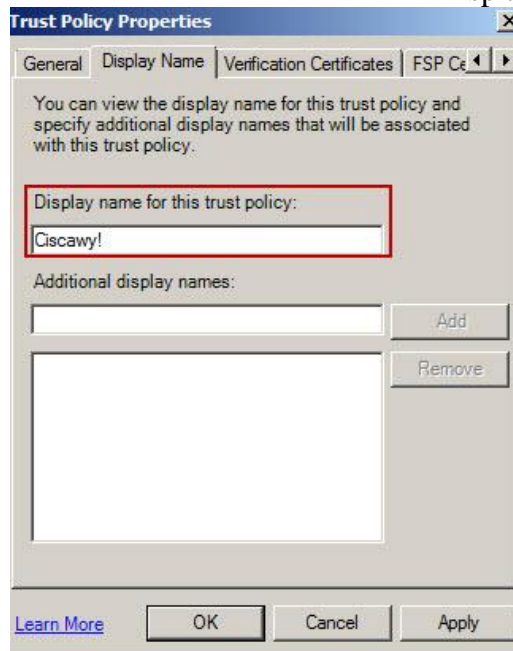 Trust Policy Properties
General Display Name Verification Certificates FSP Ce
You can view the display name for this trust policy and
specify additional display names that will be associated
with this trust policy.
Display name for this trust policy:
Ciscawy!
Additional display names:
Add
Remove
Learn More OK Cancel Apply